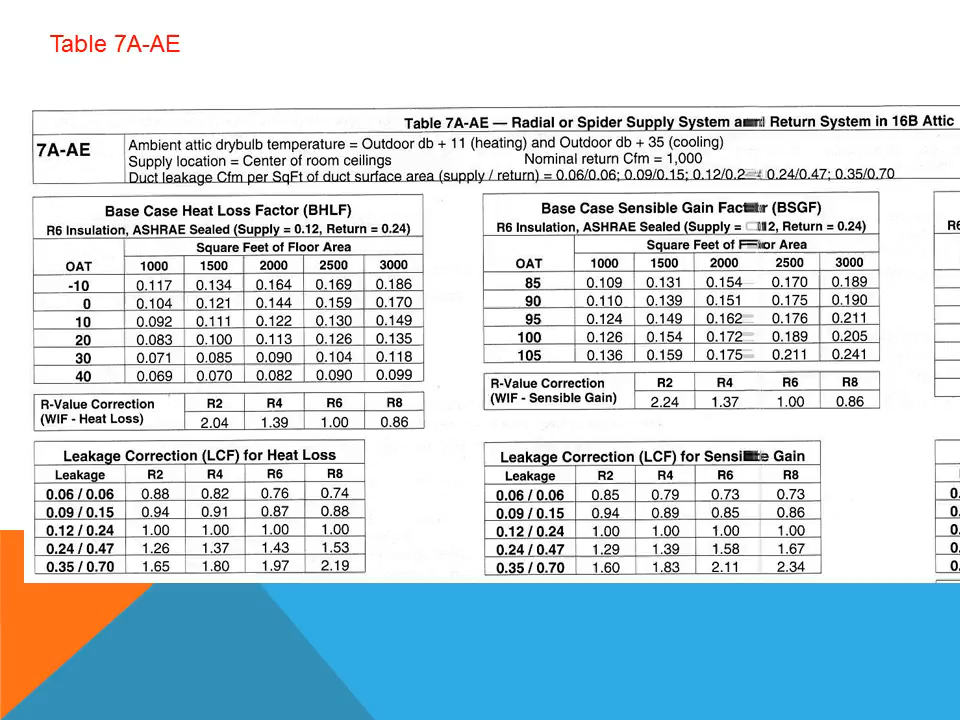 Table 7A-AE
Table 7A-AE — Radial or Spider Supply System and Return System in 16B Attic
7A-AE
Ambient attic drybulb temperature = Outdoor db + 11 (heating) and Outdoor db + 35 (cooling)
Supply location = Center of room ceilings Nominal return Cfm = 1,000
Duct leakage Cfm per SqFt of duct surface area (supply / return) = 0.06/0.06; 0.09/0.15; 0.12/0.2 0.24/0.47; 0.35/0.70
Base Case Heat Loss Factor (BHLF)
R6 Insulation, ASHRAE Sealed (Supply = 0.12, Return = 0.24)
Square Feet of Floor Area
OAT 1000 1500 2000 2500 3000
-10 0.117 0.134 0.164 0.169 0.186
0 0.104 0.121 0.144 0.159 0.170
10 0.092 0.111 0.122 0.130 0.149
20 0.083 0.100 0.113 0.126 0.135
30 0.071 0.085 0.090 0.104 0.118
40 0.069 0.070 0.082 0.090 0.099
R-Value Correction R2 R4 R6 R8
(WIF - Heat Loss) 2.04 1.39 1.00 0.86
Leakage Correction (LCF) for Heat Loss
Leakage R2 R4 R6 R8
0.06 / 0.06 0.88 0.82 0.76 0.74
0.09 / 0.15 0.94 0.91 0.87 0.88
0.12 / 0.24 1.00 1.00 1.00 1.00
0.24 / 0.47 1.26 1.37 1.43 1.53
0.35 / 0.70 1.65 1.80 1.97 2.19
Base Case Sensible Gain Factor (BSGF)
R6 Insulation, ASHRAE Sealed (Supply = 2, Return = 0.24)
Square Feet of Floor Area
OAT 1000 1500 2000 2500 3000
85 0.109 0.131 0.154 0.170 0.189
90 0.110 0.139 0.151 0.175 0.190
95 0.124 0.149 0.162 0.176 0.211
100 0.126 0.154 0.172 0.189 0.205
105 0.136 0.159 0.175 0.211 0.241
R-Value Correction R2 R4 R6 R8
(WIF - Sensible Gain) 2.24 1.37 1.00 0.86
Leakage Correction (LCF) for Sensible Gain
Leakage R2 R4 R6 R8
0.06 / 0.06 0.85 0.79 0.73 0.73
0.09 / 0.15 0.94 0.89 0.85 0.86
0.12 / 0.24 1.00 1.00 1.00 1.00
0.24 / 0.47 1.29 1.39 1.58 1.67
0.35 / 0.70 1.60 1.83 2.11 2.34
R6
0.
0.
0.
0.
0.